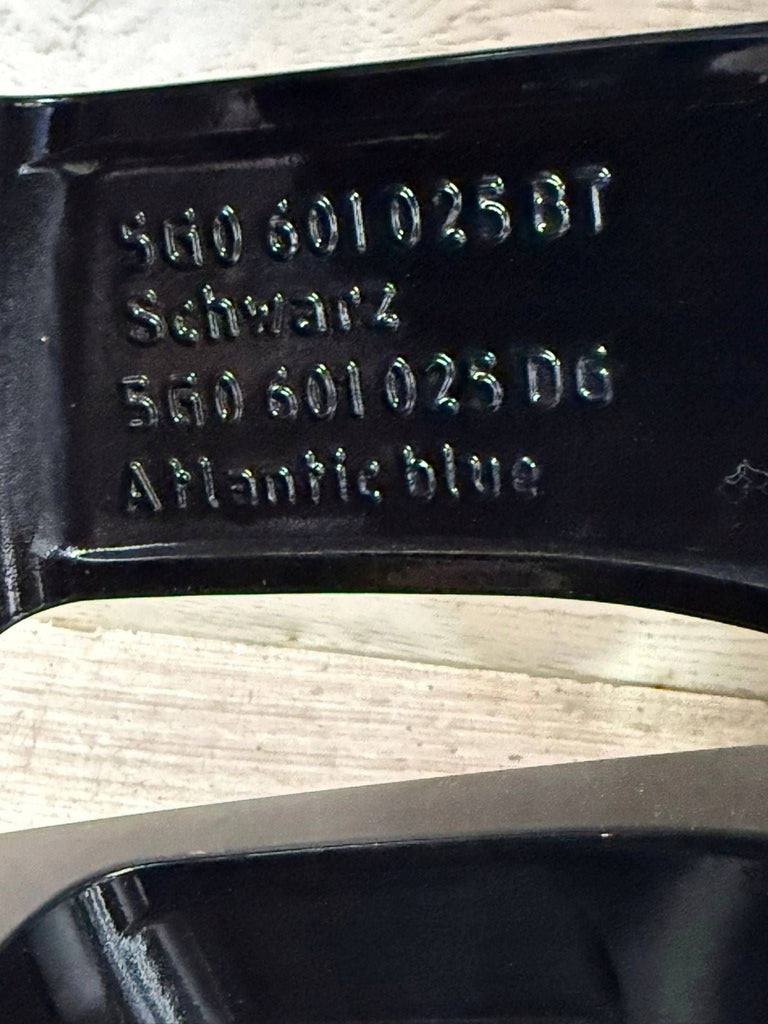 5G0 601 025 BT
Schwarz
5G0 601 025 DG
Atlantic blue